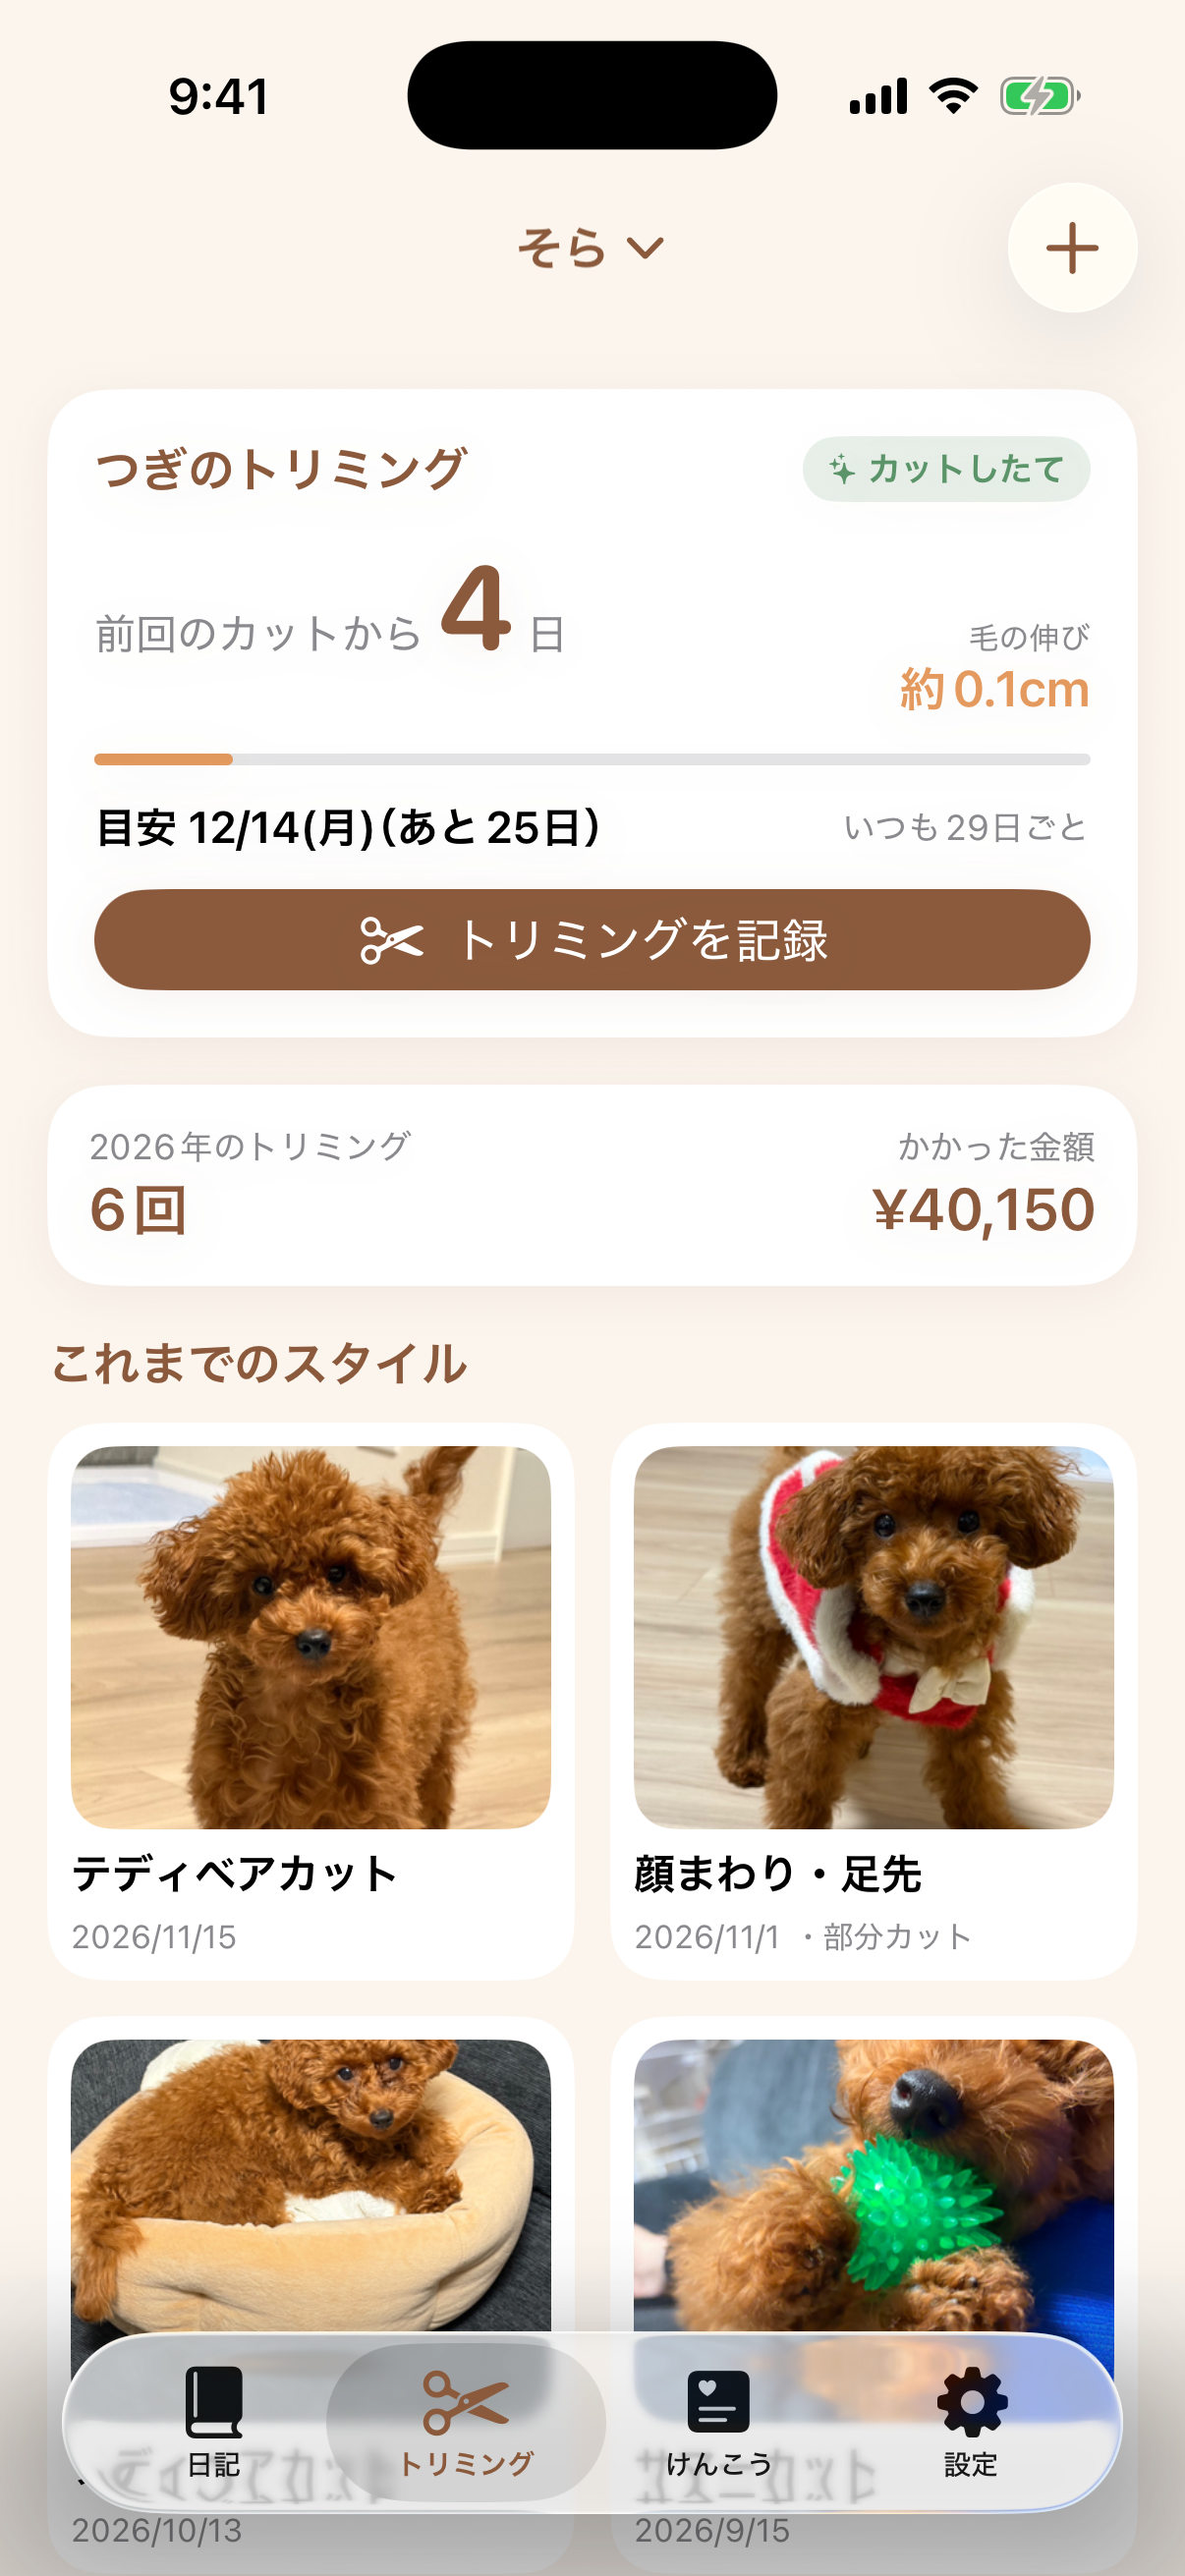 9:41
そら
つぎのトリミング
カットしたて
前回のカットから 4 日
毛の伸び
約0.1cm
目安 12/14(月)(あと25日)
いつも29日ごと
トリミングを記録
2026年のトリミング
かかった金額
6回
¥40,150
これまでのスタイル
テディベアカット
2026/11/15
顔まわり・足先
2026/11/1 ・部分カット
日記
トリミング
けんこう
設定
2026/10/13
2026/9/15